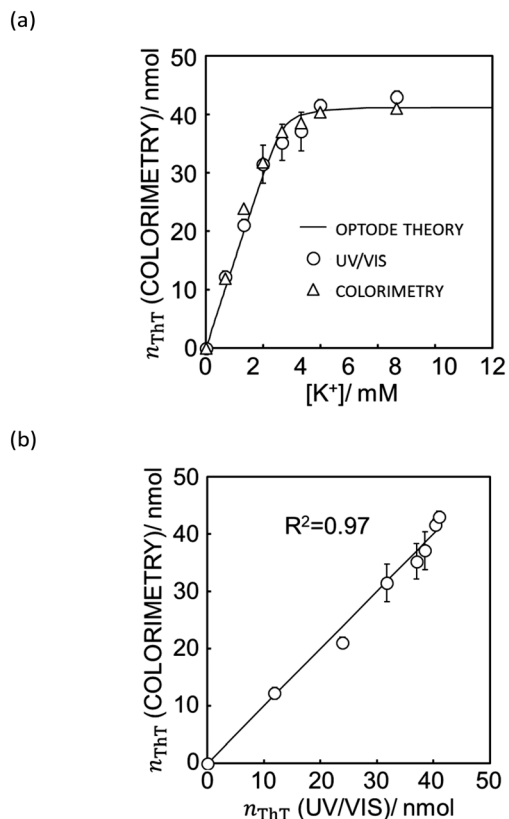 (a)
n_ThT (COLORIMETRY)/ nmol
50
40
30
20
10
0
OPTODE THEORY
UV/VIS
COLORIMETRY
0 2 4 6 8 10 12
[K⁺]/ mM
(b)
n_ThT (COLORIMETRY)/ nmol
50
40
30
20
10
0
R²=0.97
0 10 20 30 40 50
n_ThT (UV/VIS)/ nmol